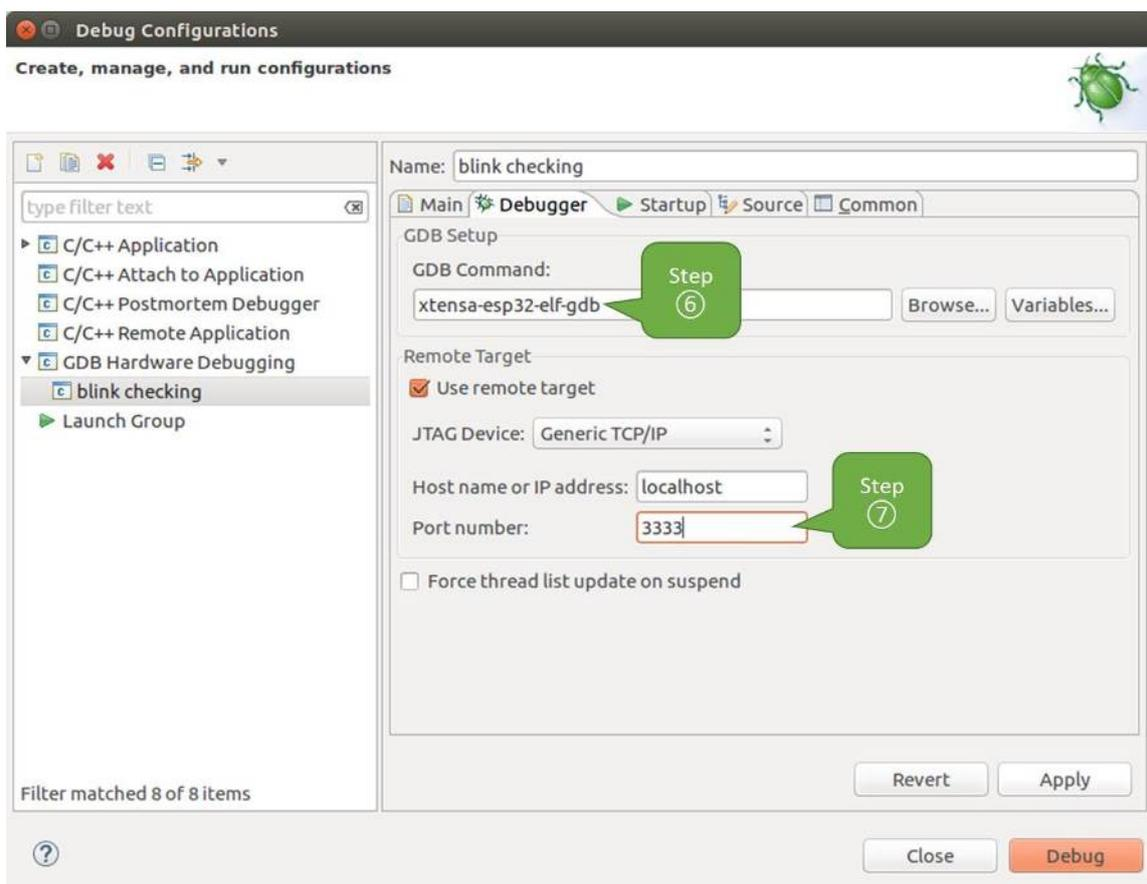 Debug Configurations
Create, manage, and run configurations
type filter text
C/C++ Application
C/C++ Attach to Application
C/C++ Postmortem Debugger
C/C++ Remote Application
GDB Hardware Debugging
blink checking
Launch Group
Filter matched 8 of 8 items
Name: blink checking
Main Debugger Startup Source Common
GDB Setup
GDB Command:
xtensa-esp32-elf-gdb Browse... Variables...
Step
⑥
Remote Target
Use remote target
JTAG Device: Generic TCP/IP
Host name or IP address: localhost
Port number: 3333
Step
⑦
Force thread list update on suspend
Revert Apply
? Close Debug